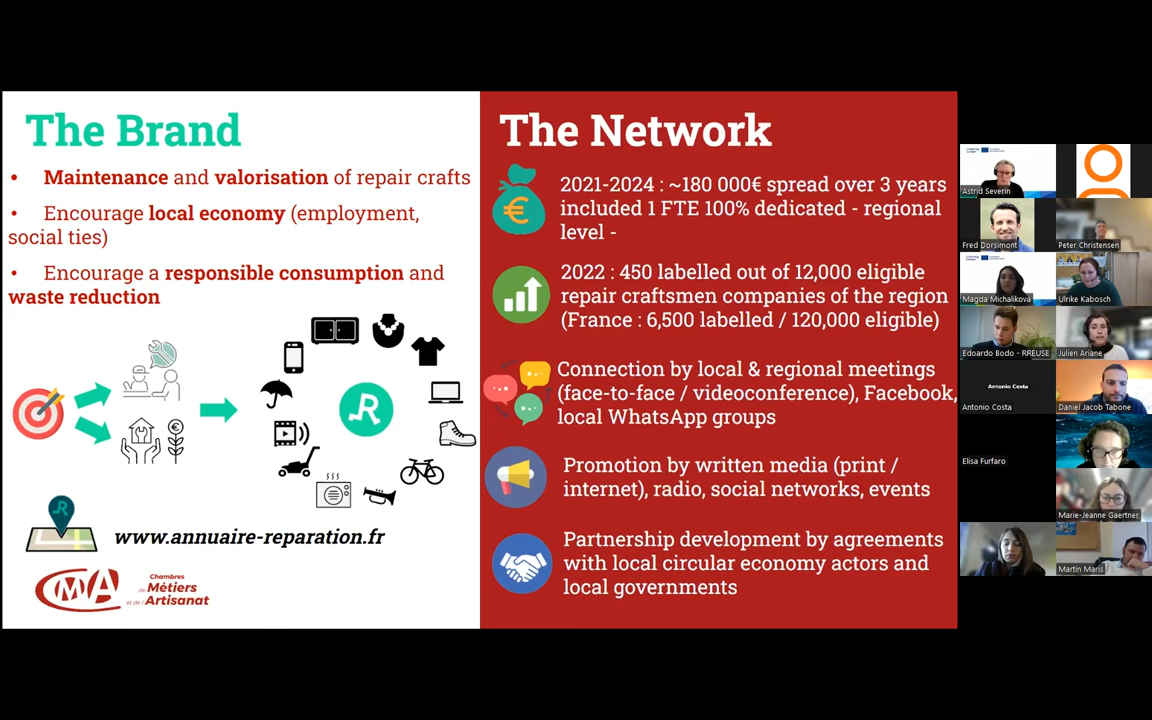 The Brand
• Maintenance and valorisation of repair crafts
• Encourage local economy (employment,
social ties)
• Encourage a responsible consumption and
waste reduction
www.annuaire-reparation.fr
CMA
Chambres
de Métiers
et de l'Artisanat
The Network
2021-2024 : ~180 000€ spread over 3 years
included 1 FTE 100% dedicated - regional
level -
2022 : 450 labelled out of 12,000 eligible
repair craftsmen companies of the region
(France : 6,500 labelled / 120,000 eligible)
Connection by local & regional meetings
(face-to-face / videoconference), Facebook,
local WhatsApp groups
Promotion by written media (print /
internet), radio, social networks, events
Partnership development by agreements
with local circular economy actors and
local governments
Astrid Severin
Fred Dorsimont
Peter Christensen
Magda Michaliková
Ulrike Kabosch
Edoardo Bodo - RREUSE
Julien Ariane
Antonio Costa
Antonio Costa
Daniel Jacob Tabone
Elisa Furfaro
Marie-Jeanne Gaertner
Martin Maris